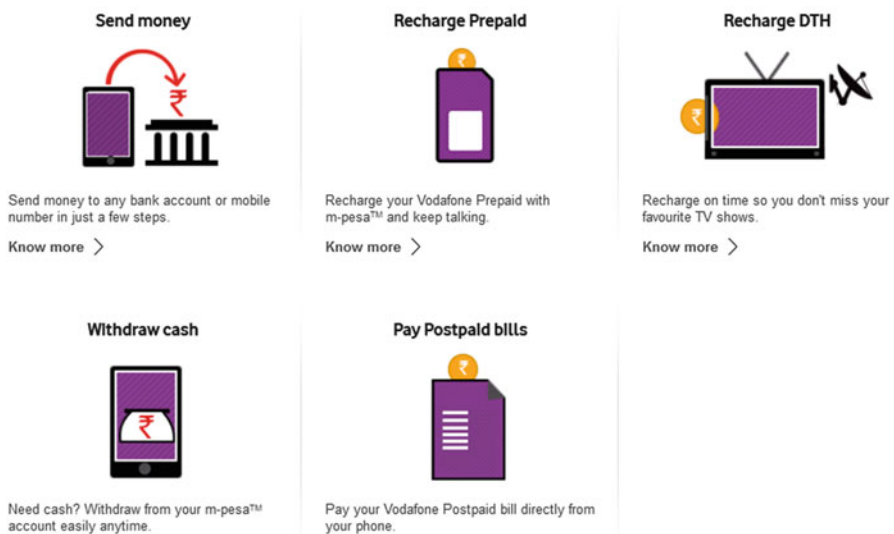 Send money
Send money to any bank account or mobile
number in just a few steps.
Know more
Recharge Prepaid
₹
Recharge your Vodafone Prepaid with
m-pesa™ and keep talking.
Know more
Recharge DTH
₹
Recharge on time so you don't miss your
favourite TV shows.
Know more
Withdraw cash
₹
Need cash? Withdraw from your m-pesa™
account easily anytime.
Pay Postpaid bills
₹
Pay your Vodafone Postpaid bill directly from
your phone.